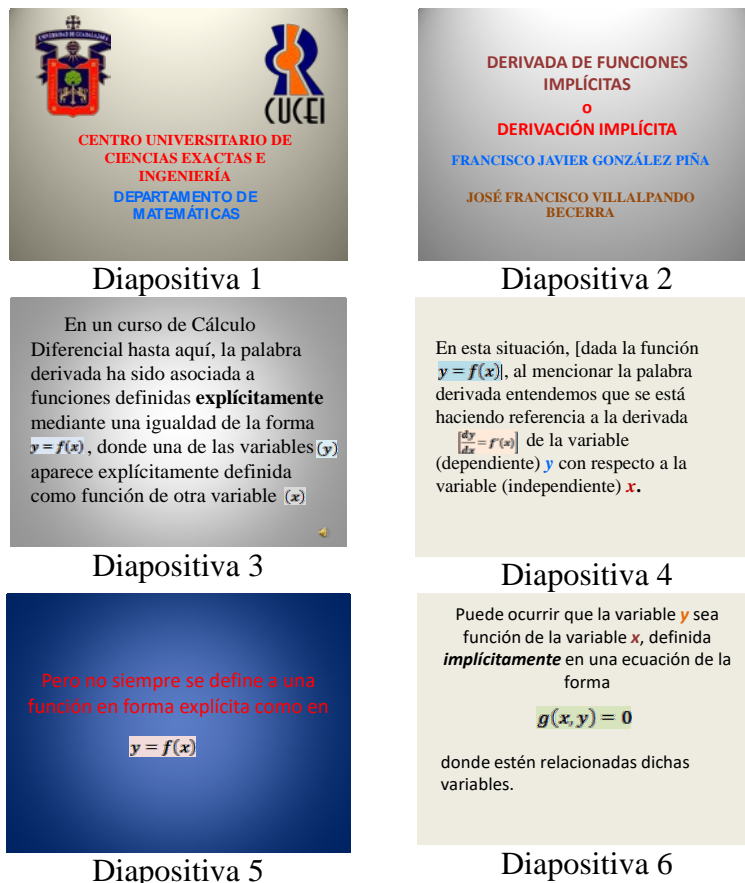 UNIVERSIDAD DE GUADALAJARA
CUCEI
CENTRO UNIVERSITARIO DE
CIENCIAS EXACTAS E
INGENIERÍA
DEPARTAMENTO DE
MATEMÁTICAS
Diapositiva 1
DERIVADA DE FUNCIONES
IMPLÍCITAS
o
DERIVACIÓN IMPLÍCITA
FRANCISCO JAVIER GONZÁLEZ PIÑA
JOSÉ FRANCISCO VILLALPANDO
BECERRA
Diapositiva 2
En un curso de Cálculo
Diferencial hasta aquí, la palabra
derivada ha sido asociada a
funciones definidas explícitamente
mediante una igualdad de la forma
y = f(x) , donde una de las variables (y)
aparece explícitamente definida
como función de otra variable (x)
Diapositiva 3
En esta situación, [dada la función
y = f(x)], al mencionar la palabra
derivada entendemos que se está
haciendo referencia a la derivada
[dy/dx = f'(x)] de la variable
(dependiente) y con respecto a la
variable (independiente) x.
Diapositiva 4
Pero no siempre se define a una
función en forma explícita como en
y = f(x)
Diapositiva 5
Puede ocurrir que la variable y sea
función de la variable x, definida
implícitamente en una ecuación de la
forma
g(x, y) = 0
donde estén relacionadas dichas
variables.
Diapositiva 6